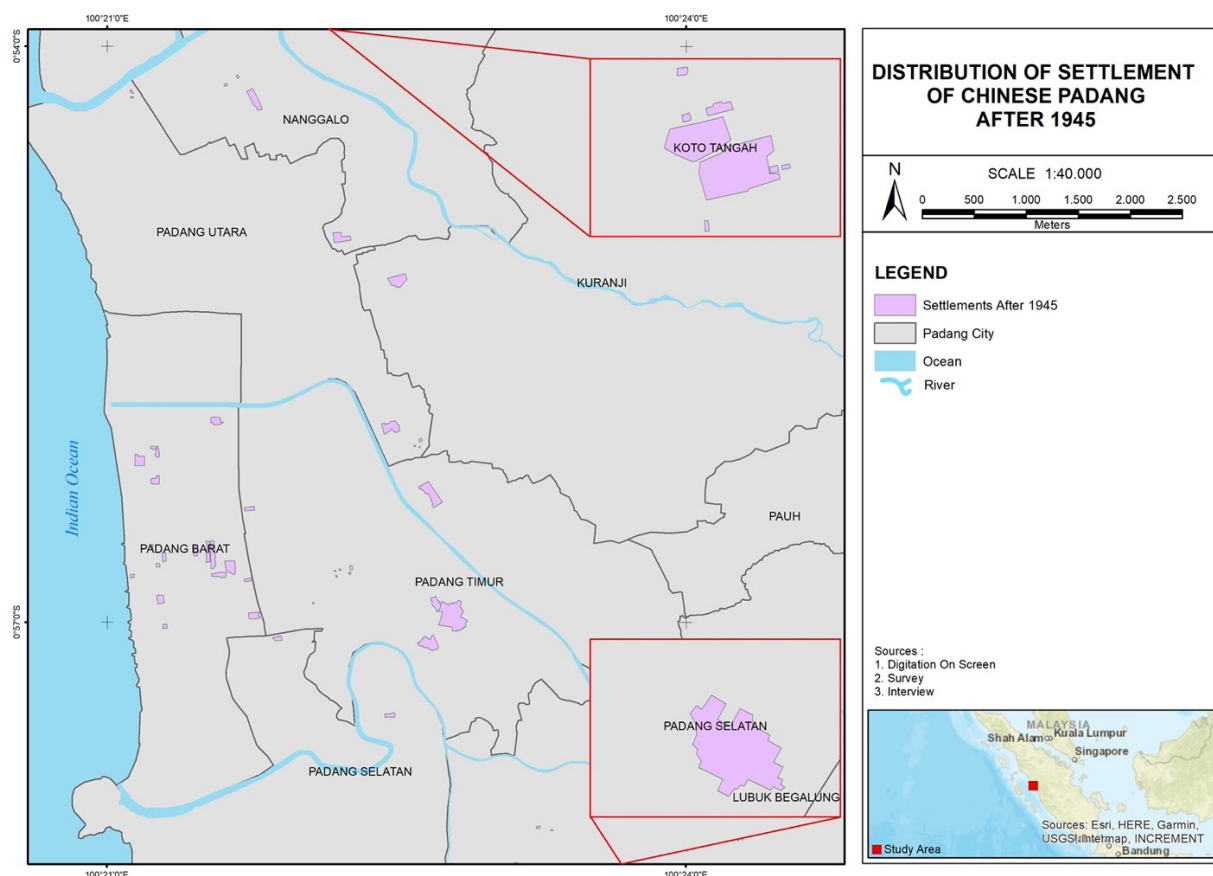 100°21'0"E
100°24'0"E
0°54'0"S
NANGGALO
KOTO TANGAH
PADANG UTARA
KURANJI
Indian Ocean
PADANG BARAT
PAUH
PADANG TIMUR
0°57'0"S
PADANG SELATAN
PADANG SELATAN
LUBUK BEGALUNG
100°21'0"E
100°24'0"E
DISTRIBUTION OF SETTLEMENT
OF CHINESE PADANG
AFTER 1945
N
SCALE 1:40.000
0 500 1.000 1.500 2.000 2.500
Meters
LEGEND
Settlements After 1945
Padang City
Ocean
River
Sources :
1. Digitation On Screen
2. Survey
3. Interview
MALAYSIA
Shah Alam
Kuala Lumpur
Singapore
Sources: Esri, HERE, Garmin,
USGS, Intermap, INCREMENT
Study Area
Bandung